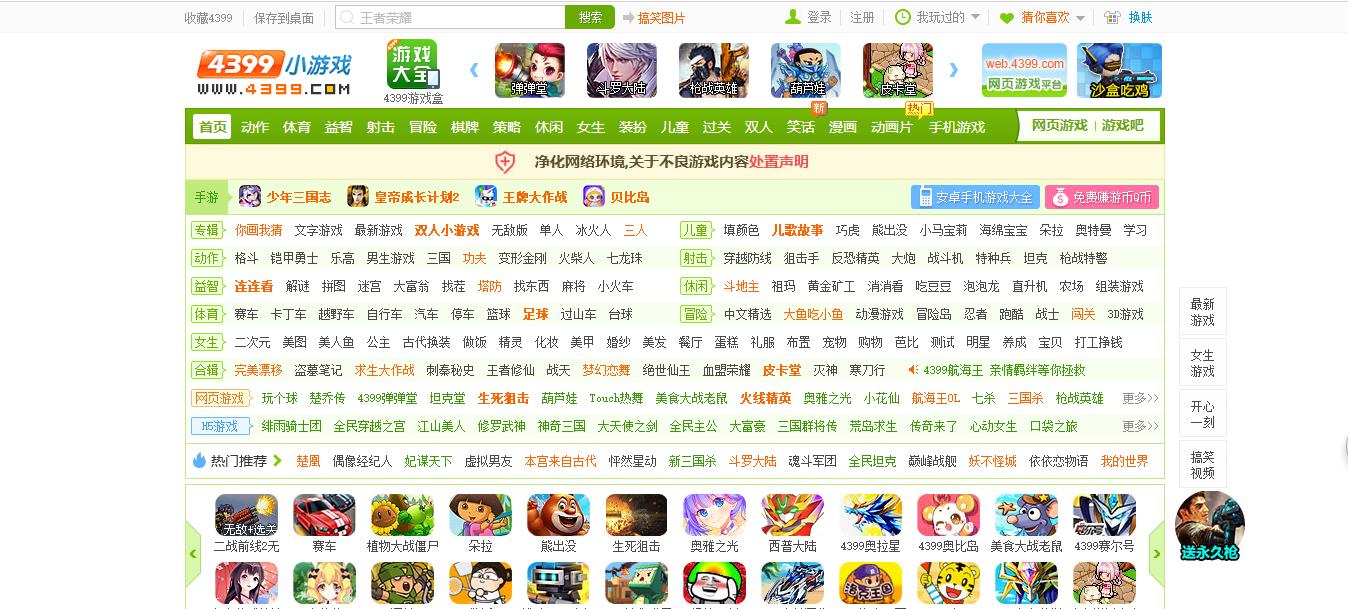 收藏4399 保存到桌面 王者荣耀 搜索 搞笑图片 登录 注册 我玩过的 猜你喜欢 换肤
4399小游戏
www.4399.com
游戏大全
4399游戏盒
弹弹堂 斗罗大陆 枪战英雄 葫芦娃 皮卡堂
web.4399.com
网页游戏平台
沙盒吃鸡
新 热门
首页 动作 体育 益智 射击 冒险 棋牌 策略 休闲 女生 装扮 儿童 过关 双人 笑话 漫画 动画片 手机游戏 网页游戏 游戏吧
净化网络环境,关于不良游戏内容处置声明
手游 少年三国志 皇帝成长计划2 王牌大作战 贝比岛 安卓手机游戏大全 免费赚游币Q币
专辑 你画我猜 文字游戏 最新游戏 双人小游戏 无敌版 单人 冰火人 三人 儿童 填颜色 儿歌故事 巧虎 熊出没 小马宝莉 海绵宝宝 朵拉 奥特曼 学习
动作 格斗 铠甲勇士 乐高 男生游戏 三国 功夫 变形金刚 火柴人 七龙珠 射击 穿越防线 狙击手 反恐精英 大炮 战斗机 特种兵 坦克 枪战特警
益智 连连看 解谜 拼图 迷宫 大富翁 找茬 塔防 找东西 麻将 小火车 休闲 斗地主 祖玛 黄金矿工 消消看 吃豆豆 泡泡龙 直升机 农场 组装游戏
体育 赛车 卡丁车 越野车 自行车 汽车 停车 篮球 足球 过山车 台球 冒险 中文精选 大鱼吃小鱼 动漫游戏 冒险岛 忍者 跑酷 战士 闯关 3D游戏
女生 二次元 美图 美人鱼 公主 古代换装 做饭 精灵 化妆 美甲 婚纱 美发 餐厅 蛋糕 礼服 布置 宠物 购物 芭比 测试 明星 养成 宝贝 打工挣钱
合辑 完美漂移 盗墓笔记 求生大作战 刺秦秘史 王者修仙 战天 梦幻恋舞 绝世仙王 血盟荣耀 皮卡堂 灭神 寒刀行 4399航海王 亲情羁绊等你拯救
网页游戏 玩个球 楚乔传 4399弹弹堂 坦克堂 生死狙击 葫芦娃 Touch热舞 美食大战老鼠 火线精英 奥雅之光 小花仙 航海王OL 七杀 三国杀 枪战英雄 更多>>
H5游戏 绯雨骑士团 全民穿越之宫 江山美人 修罗武神 神奇三国 大天使之剑 全民主公 大富豪 三国群将传 荒岛求生 传奇来了 心动女生 口袋之旅 更多>>
热门推荐 楚凰 偶像经纪人 妃谋天下 虚拟男友 本宫来自古代 怦然星动 新三国杀 斗罗大陆 魂斗军团 全民坦克 巅峰战舰 妖不怪城 依依恋物语 我的世界
最新
游戏
女生
游戏
开心
一刻
搞笑
视频
送永久枪
无敌+选关
二战前线2无 赛车 植物大战僵尸 朵拉 熊出没 生死狙击 奥雅之光 西普大陆 4399奥拉星 4399奥比岛 美食大战老鼠 4399赛尔号